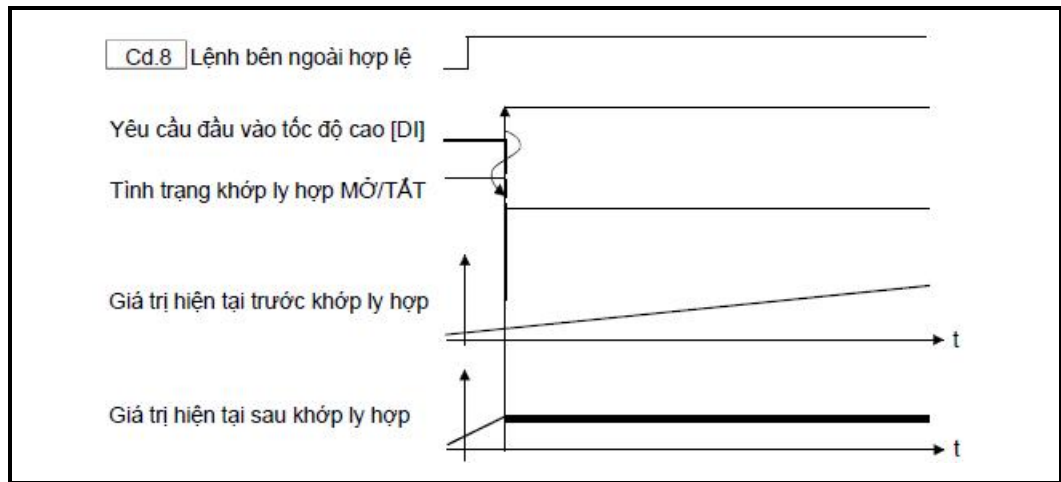 Cd.8 Lệnh bên ngoài hợp lệ
Yêu cầu đầu vào tốc độ cao [DI]
Tình trạng khớp ly hợp MỞ/TẮT
Giá trị hiện tại trước khớp ly hợp
t
Giá trị hiện tại sau khớp ly hợp
t